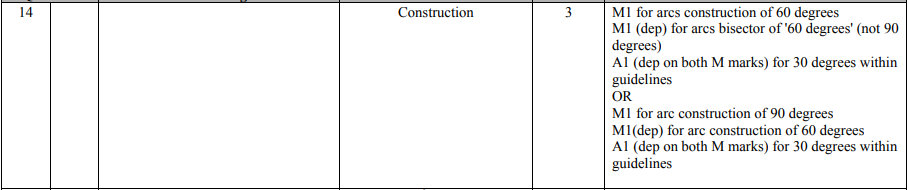 14
Construction
3
M1 for arcs construction of 60 degrees
M1 (dep) for arcs bisector of '60 degrees' (not 90
degrees)
A1 (dep on both M marks) for 30 degrees within
guidelines
OR
M1 for arc construction of 90 degrees
M1(dep) for arc construction of 60 degrees
A1 (dep on both M marks) for 30 degrees within
guidelines